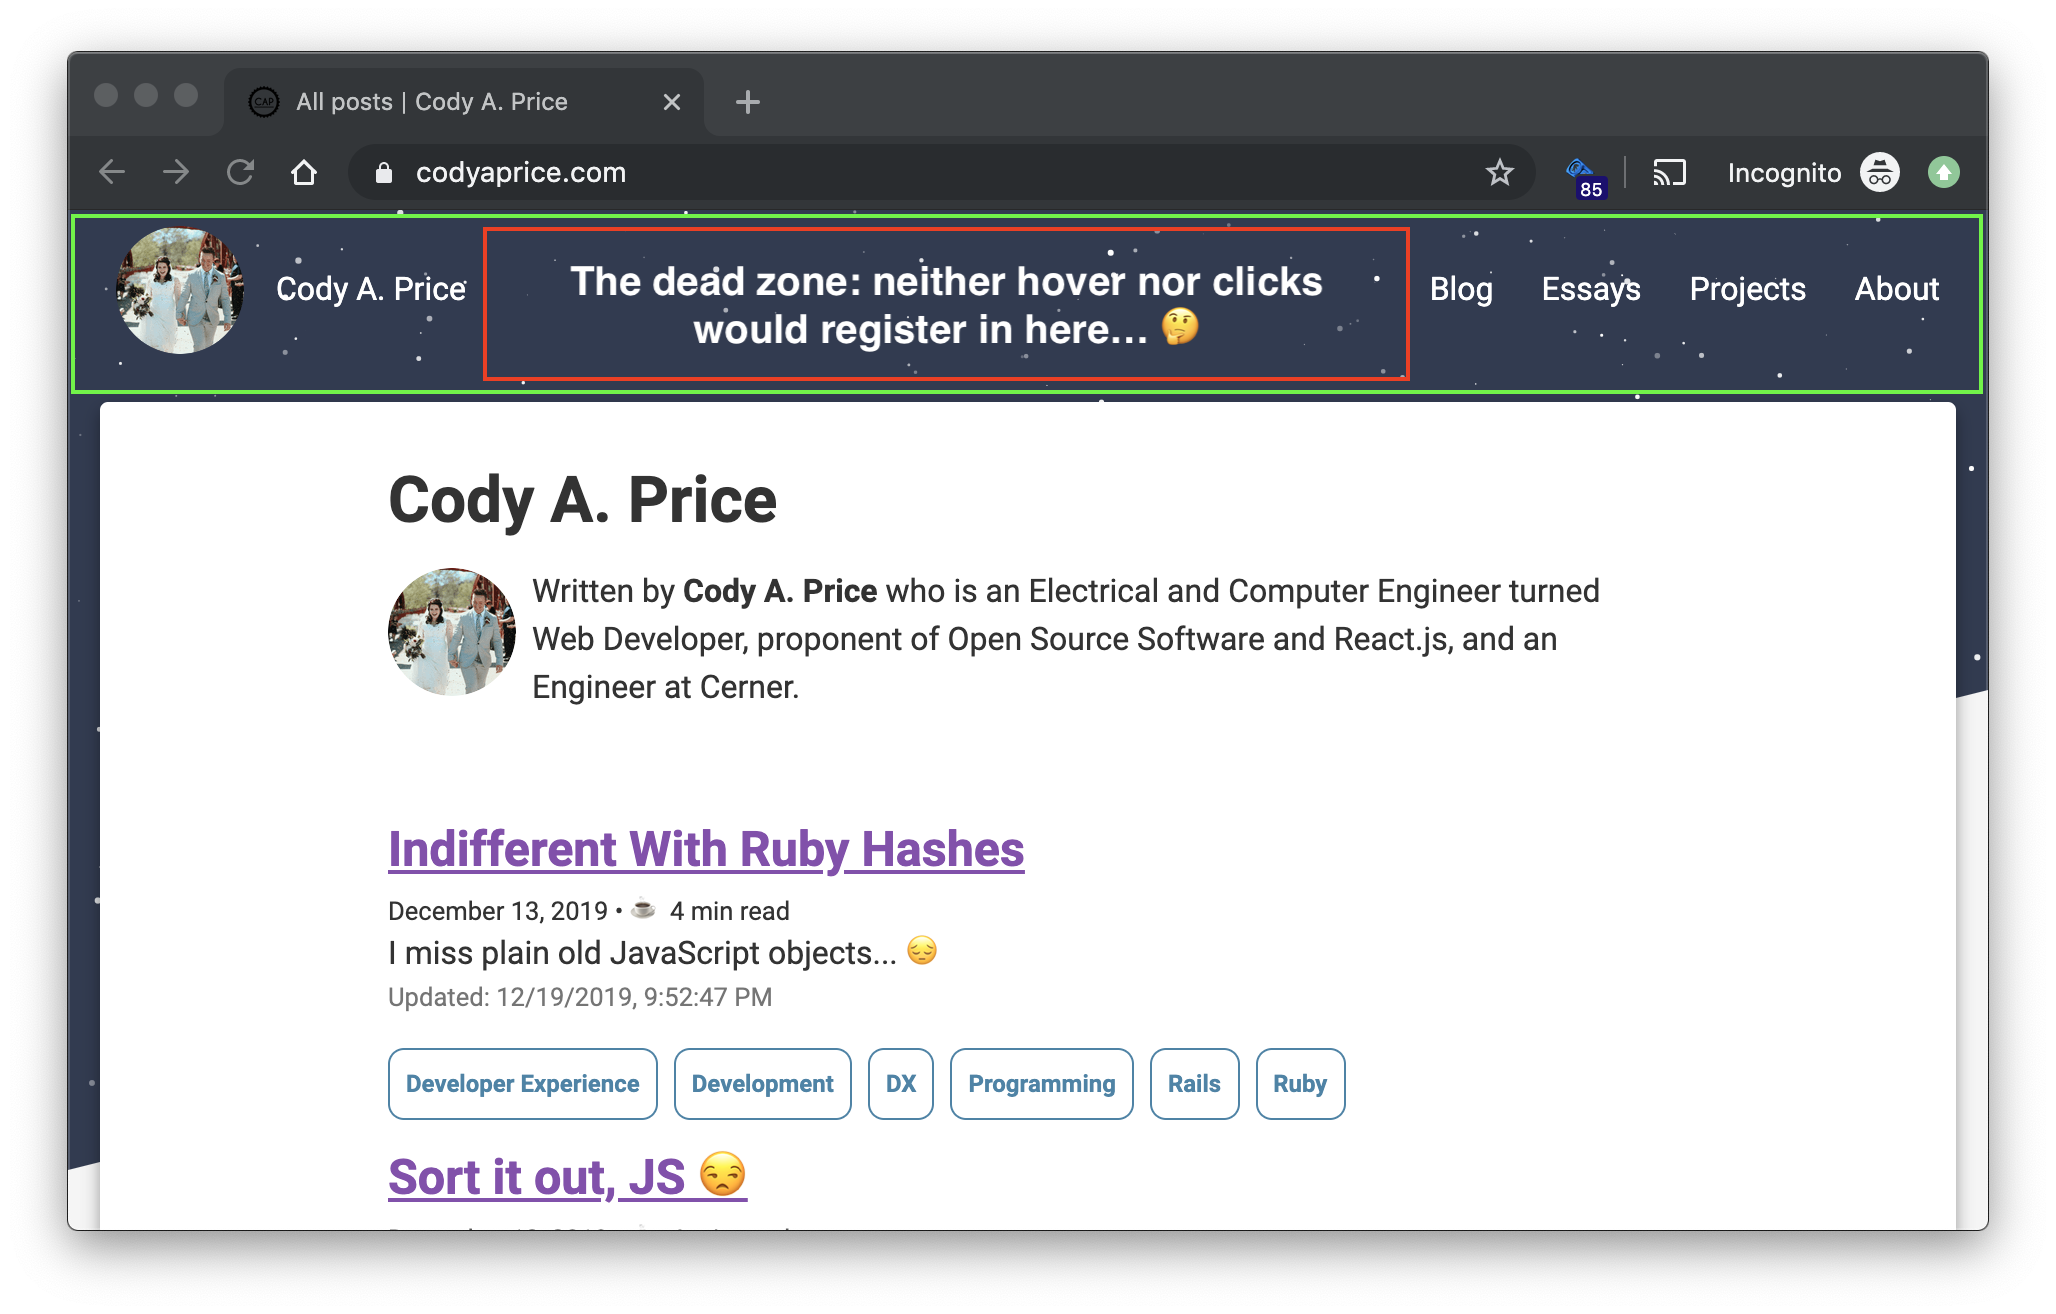 CAP
All posts | Cody A. Price
codyaprice.com
85
Incognito
Cody A. Price
The dead zone: neither hover nor clicks
would register in here... 🤔
Blog
Essays
Projects
About
Cody A. Price
Written by Cody A. Price who is an Electrical and Computer Engineer turned
Web Developer, proponent of Open Source Software and React.js, and an
Engineer at Cerner.
Indifferent With Ruby Hashes
December 13, 2019 • ☕ 4 min read
I miss plain old JavaScript objects... 😔
Updated: 12/19/2019, 9:52:47 PM
Developer Experience
Development
DX
Programming
Rails
Ruby
Sort it out, JS 😒